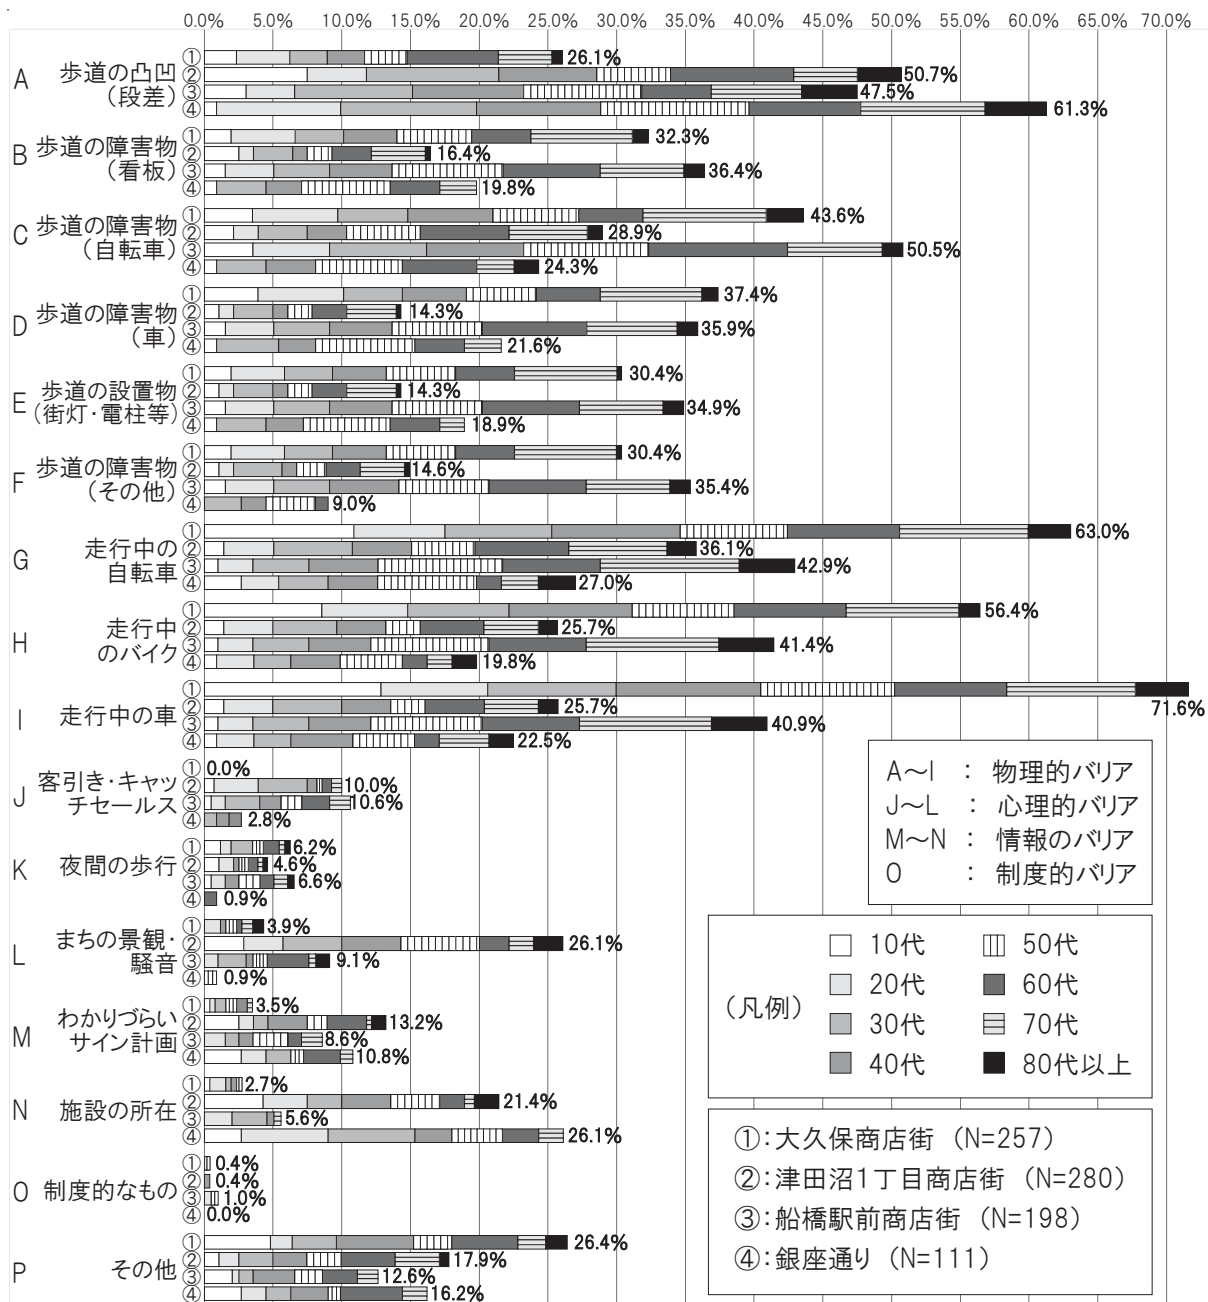 0.0% 5.0% 10.0% 15.0% 20.0% 25.0% 30.0% 35.0% 40.0% 45.0% 50.0% 55.0% 60.0% 65.0% 70.0%
A 歩道の凸凹
(段差)
① 26.1%
② 50.7%
③ 47.5%
④ 61.3%
B 歩道の障害物
(看板)
① 32.3%
② 16.4%
③ 36.4%
④ 19.8%
C 歩道の障害物
(自転車)
① 43.6%
② 28.9%
③ 50.5%
④ 24.3%
D 歩道の障害物
(車)
① 37.4%
② 14.3%
③ 35.9%
④ 21.6%
E 歩道の設置物
(街灯・電柱等)
① 30.4%
② 14.3%
③ 34.9%
④ 18.9%
F 歩道の障害物
(その他)
① 30.4%
② 14.6%
③ 35.4%
④ 9.0%
G 走行中の
自転車
① 63.0%
② 36.1%
③ 42.9%
④ 27.0%
H 走行中
のバイク
① 56.4%
② 25.7%
③ 41.4%
④ 19.8%
I 走行中の車
① 71.6%
② 25.7%
③ 40.9%
④ 22.5%
J 客引き・キャッ
チセールス
① 0.0%
② 10.0%
③ 10.6%
④ 2.8%
K 夜間の歩行
① 6.2%
② 4.6%
③ 6.6%
④ 0.9%
L まちの景観・
騒音
① 3.9%
② 26.1%
③ 9.1%
④ 0.9%
M わかりづらい
サイン計画
① 3.5%
② 13.2%
③ 8.6%
④ 10.8%
N 施設の所在
① 2.7%
② 21.4%
③ 5.6%
④ 26.1%
O 制度的なもの
① 0.4%
② 0.4%
③ 1.0%
④ 0.0%
P その他
① 26.4%
② 17.9%
③ 12.6%
④ 16.2%
A～I : 物理的バリア
J～L : 心理的バリア
M～N : 情報のバリア
O : 制度的バリア
(凡例)
10代 50代
20代 60代
30代 70代
40代 80代以上
①:大久保商店街 (N=257)
②:津田沼1丁目商店街 (N=280)
③:船橋駅前商店街 (N=198)
④:銀座通り (N=111)